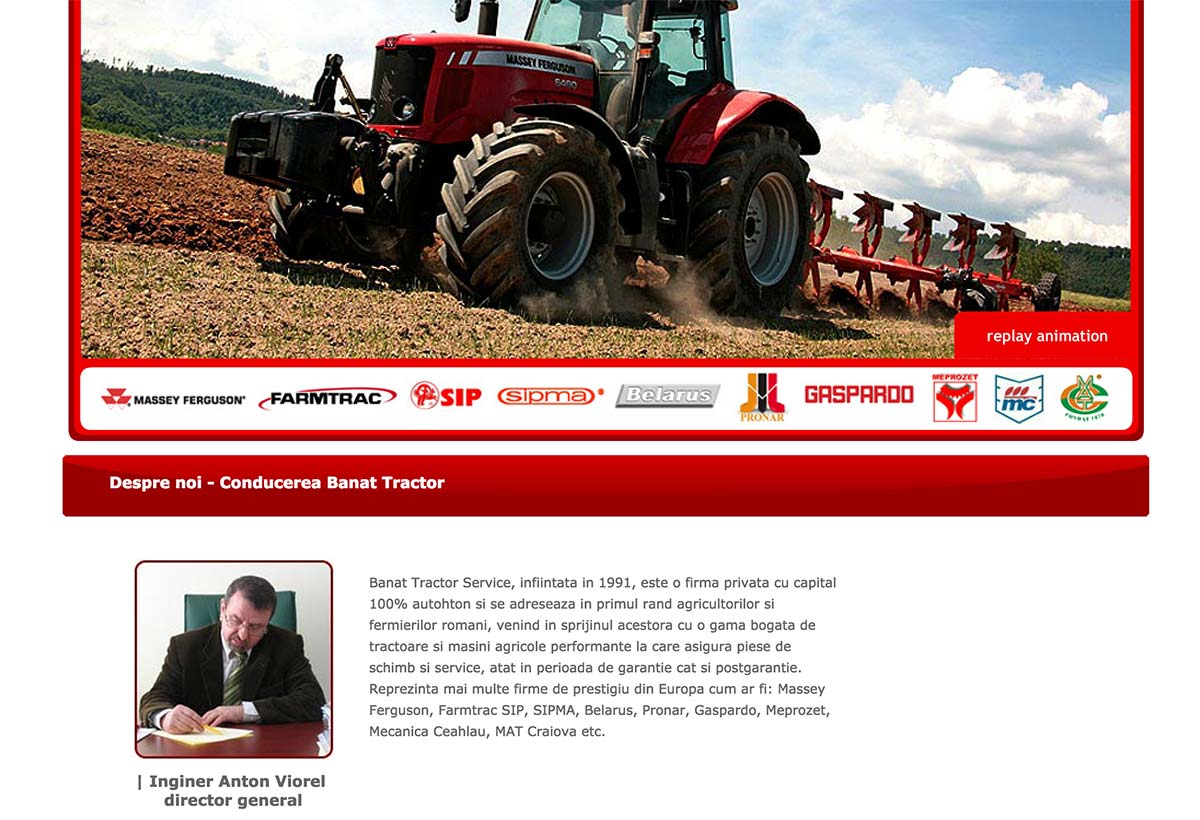 MASSEY FERGUSON
6480
replay animation
MASSEY FERGUSON
FARMTRAC
SIP
sipma
Belarus
PRONAR
GASPARDO
MEPROZET
mc
FONDAT 1870
Despre noi - Conducerea Banat Tractor
Banat Tractor Service, infiintata in 1991, este o firma privata cu capital
100% autohton si se adreseaza in primul rand agricultorilor si
fermierilor romani, venind in sprijinul acestora cu o gama bogata de
tractoare si masini agricole performante la care asigura piese de
schimb si service, atat in perioada de garantie cat si postgarantie.
Reprezinta mai multe firme de prestigiu din Europa cum ar fi: Massey
Ferguson, Farmtrac SIP, SIPMA, Belarus, Pronar, Gaspardo, Meprozet,
Mecanica Ceahlau, MAT Craiova etc.
| Inginer Anton Viorel
director general